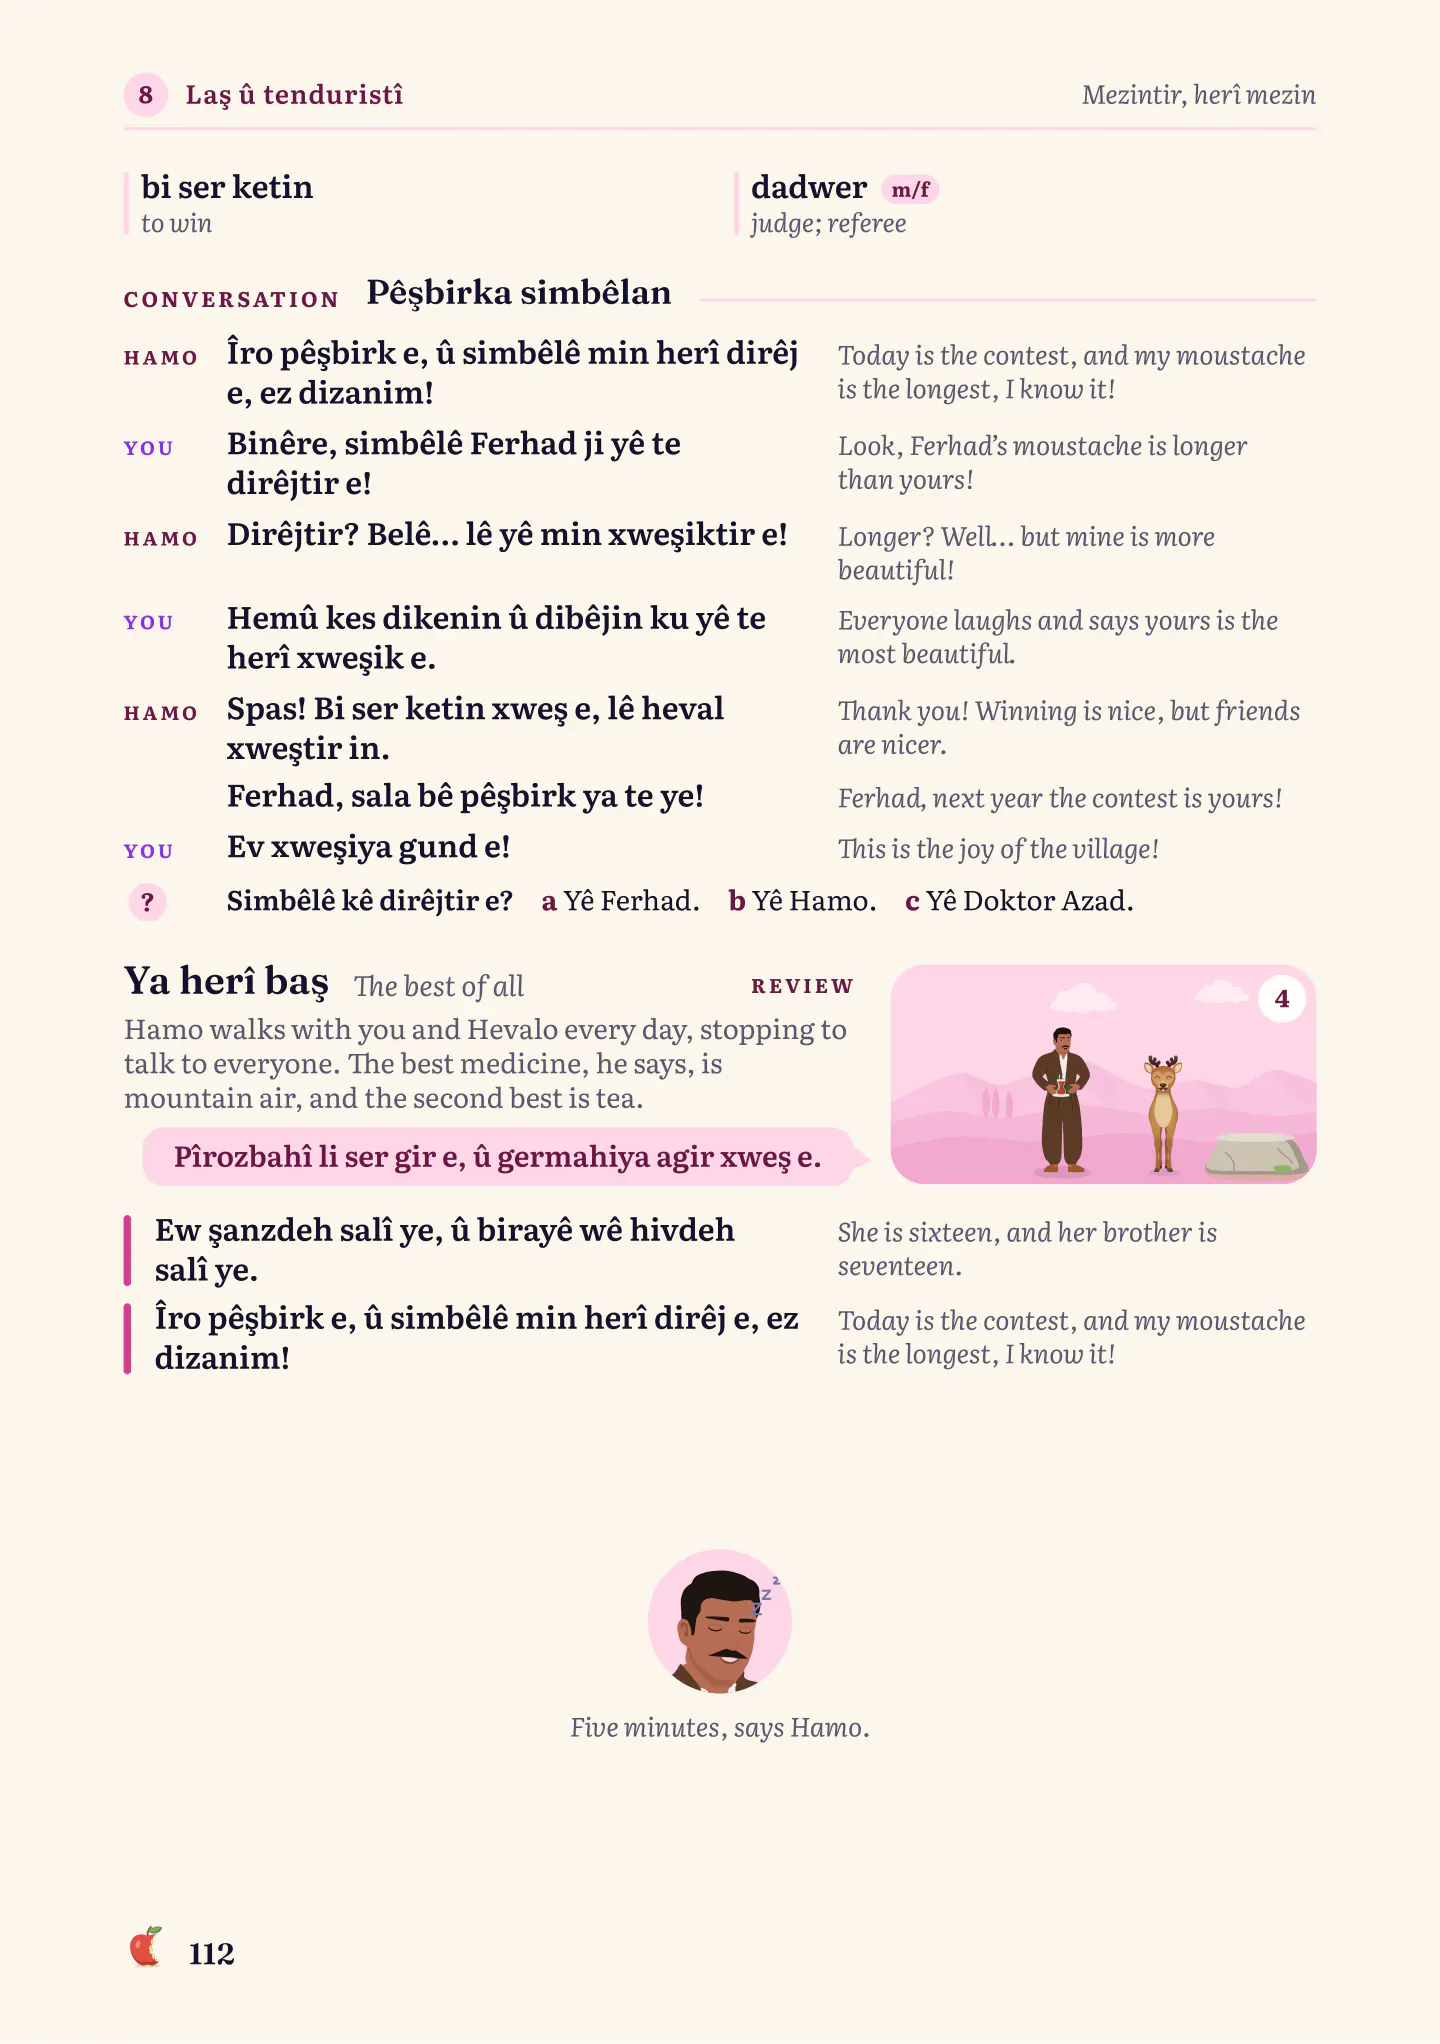 8 Laş û tenduristî
Mezintir, herî mezin
bi ser ketin
to win
dadwer m/f
judge; referee
CONVERSATION Pêşbirka simbêlan
HAMO Îro pêşbirk e, û simbêlê min herî dirêj
e, ezdizanim!
Today is the contest, and my moustache
is the longest, I know it!
YOU Binêre, simbêlê Ferhad ji yê te
dirêjtir e!
Look, Ferhad’s moustache is longer
than yours!
HAMO Dirêjtir? Belê… lê yê min xweşiktir e!
Longer? Well… but mine is more
beautiful!
YOU Hemû kes dikenin û dibêjin ku yê te
herî xweşik e.
Everyone laughs and says yours is the
most beautiful.
HAMO Spas! Bi ser ketin xweş e, lê heval
xweştir in.
Thank you! Winning is nice, but friends
are nicer.
Ferhad, sala bê pêşbirk ya te ye!
Ferhad, next year the contest is yours!
YOU Ev xweşiya gund e!
This is the joy of the village!
? Simbêlê kê dirêjtir e? a Yê Ferhad. b Yê Hamo. c Yê Doktor Azad.
Ya herî baş The best of all REVIEW
Hamo walks with you and Hevalo every day, stopping to
talk to everyone. The best medicine, he says, is
mountain air, and the second best is tea.
Pîrozbahî li ser gir e, û germahiya agir xweş e.
4
Ew şanzdeh salî ye, û birayê wê hivdeh
salî ye.
She is sixteen, and her brother is
seventeen.
Îro pêşbirk e, û simbêlê min herî dirêj e, ez
dizanim!
Today is the contest, and my moustache
is the longest, I know it!
z z z
Five minutes, says Hamo.
112